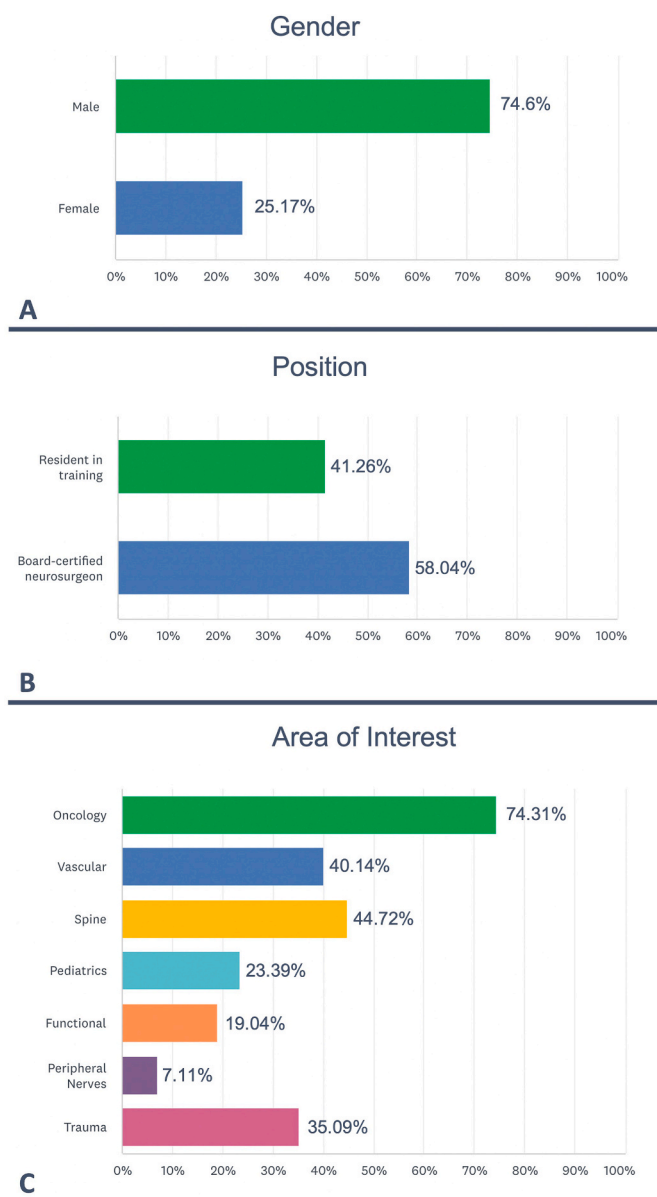 Gender
Male
74.6%
Female
25.17%
0% 10% 20% 30% 40% 50% 60% 70% 80% 90% 100%
A
Position
Resident in
training
41.26%
Board-certified
neurosurgeon
58.04%
0% 10% 20% 30% 40% 50% 60% 70% 80% 90% 100%
B
Area of Interest
Oncology
74.31%
Vascular
40.14%
Spine
44.72%
Pediatrics
23.39%
Functional
19.04%
Peripheral
Nerves
7.11%
Trauma
35.09%
0% 10% 20% 30% 40% 50% 60% 70% 80% 90% 100%
C